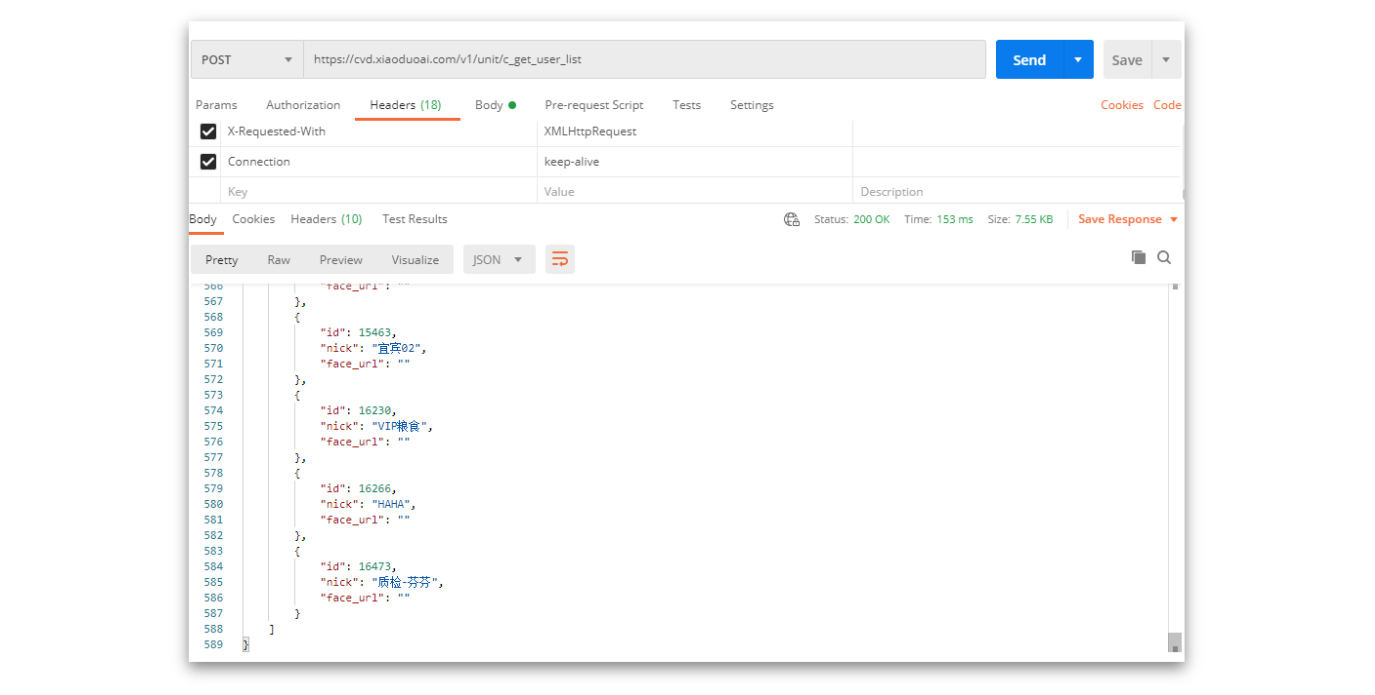 POST https://cvd.xiaoduoai.com/v1/unit/c_get_user_list Send Save
Params Authorization Headers (18) Body Pre-request Script Tests Settings Cookies Code
X-Requested-With XMLHttpRequest
Connection keep-alive
Key Value Description
Body Cookies Headers (10) Test Results Status: 200 OK Time: 153 ms Size: 7.55 KB Save Response
Pretty Raw Preview Visualize JSON
566 "face_url": ""
567 },
568 {
569 "id": 15463,
570 "nick": "宜宾02",
571 "face_url": ""
572 },
573 {
574 "id": 16230,
575 "nick": "VIP粮食",
576 "face_url": ""
577 },
578 {
579 "id": 16266,
580 "nick": "HAHA",
581 "face_url": ""
582 },
583 {
584 "id": 16473,
585 "nick": "质检-芬芬",
586 "face_url": ""
587 }
588 ]
589 }